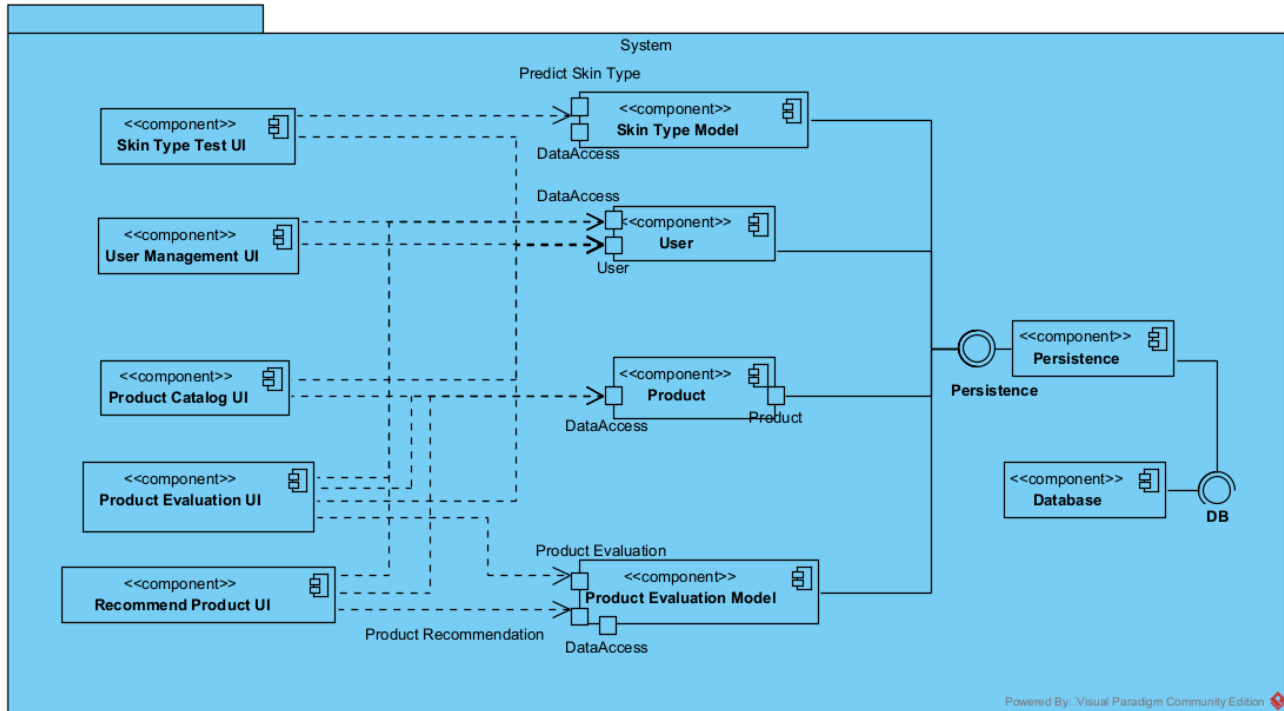 System
Predict Skin Type
<<component>>
Skin Type Test UI
<<component>>
Skin Type Model
DataAccess
DataAccess
<<component>>
User Management UI
<<component>>
User
User
<<component>>
Persistence
Persistence
<<component>>
Product Catalog UI
<<component>>
Product
DataAccess
Product
<<component>>
Product Evaluation UI
<<component>>
Database
DB
Product Evaluation
<<component>>
Recommend Product UI
<<component>>
Product Evaluation Model
Product Recommendation
DataAccess
Powered By Visual Paradigm Community Edition